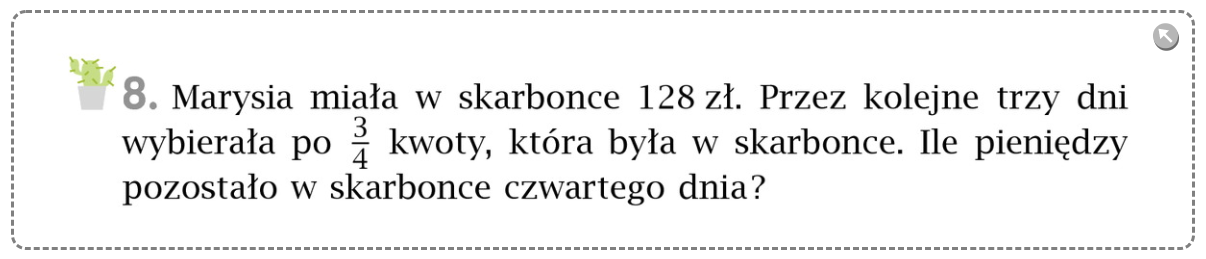 8. Marysia miała w skarbonce 128 zł. Przez kolejne trzy dni
wybierała po 3/4 kwoty, która była w skarbonce. Ile pieniędzy
pozostało w skarbonce czwartego dnia?